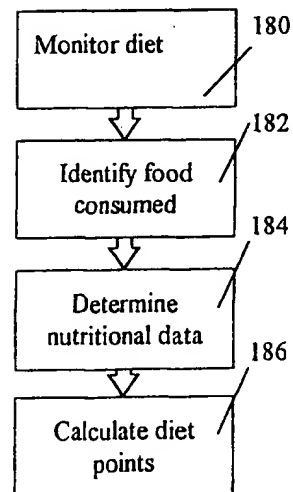 Monitor diet
180
182
Identify food
consumed
184
Determine
nutritional data
186
Calculate diet
points